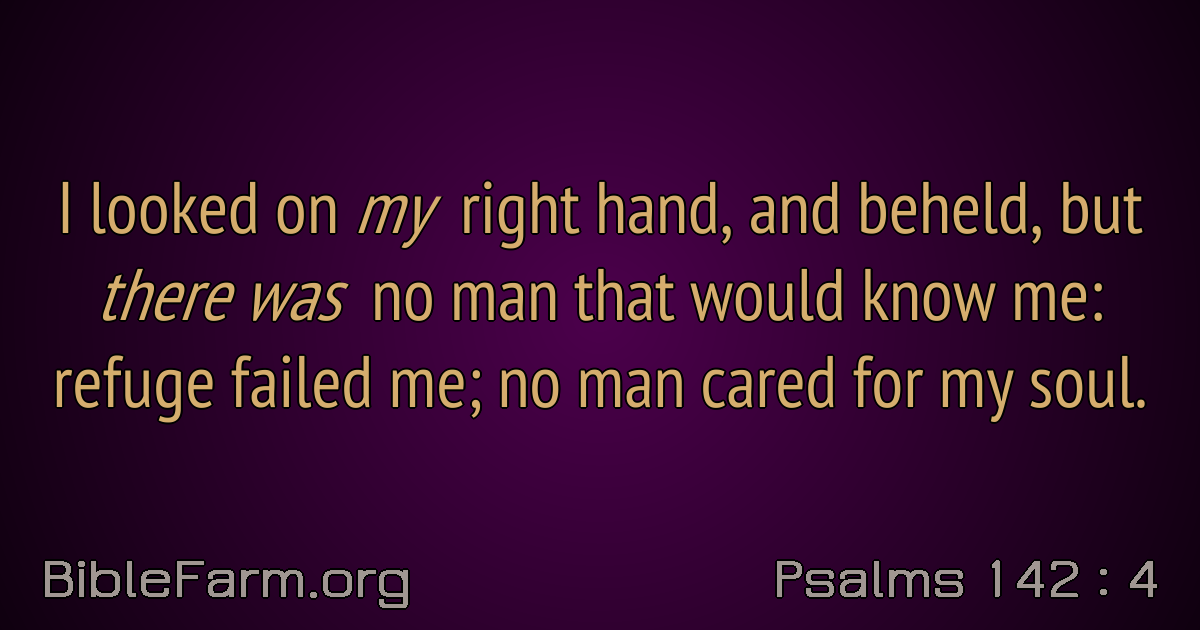 I looked on my right hand, and beheld, but
there was no man that would know me:
refuge failed me; no man cared for my soul.
BibleFarm.org
Psalms 142 : 4